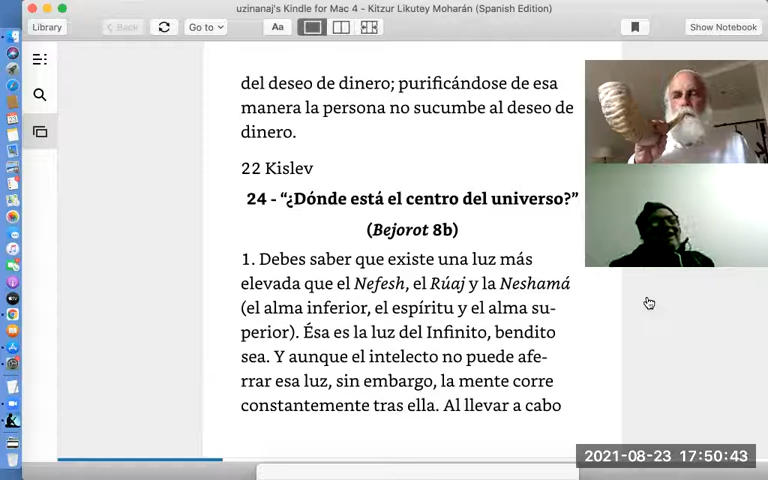 uzinanaj's Kindle for Mac 4 - Kitzur Likutey Moharán (Spanish Edition)
Library
Back
Go to
Aa
Show Notebook
del deseo de dinero; purificándose de esa
manera la persona no sucumbe al deseo de
dinero.
22 Kislev
24 - “¿Dónde está el centro del universo?”
(Bejorot 8b)
1. Debes saber que existe una luz más
elevada que el Nefesh, el Rúaj y la Neshamá
(el alma inferior, el espíritu y el alma su-
perior). Ésa es la luz del Infinito, bendito
sea. Y aunque el intelecto no puede afe-
rrar esa luz, sin embargo, la mente corre
constantemente tras ella. Al llevar a cabo
2021-08-23 17:50:43